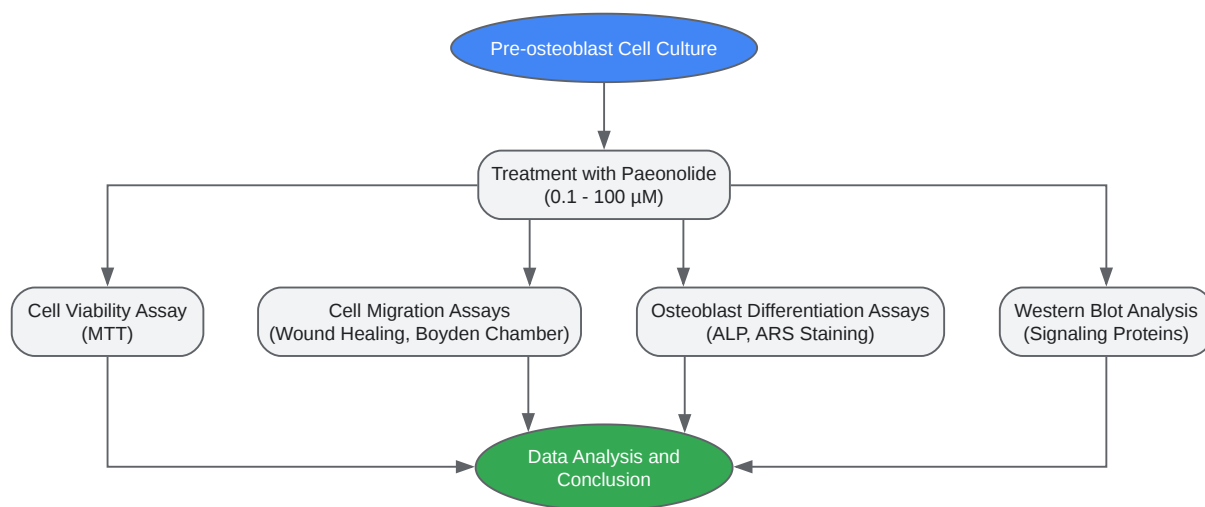 Pre-osteoblast Cell Culture
Treatment with Paeonolide
(0.1 - 100 µM)
Cell Viability Assay
(MTT)
Cell Migration Assays
(Wound Healing, Boyden Chamber)
Osteoblast Differentiation Assays
(ALP, ARS Staining)
Western Blot Analysis
(Signaling Proteins)
Data Analysis and
Conclusion